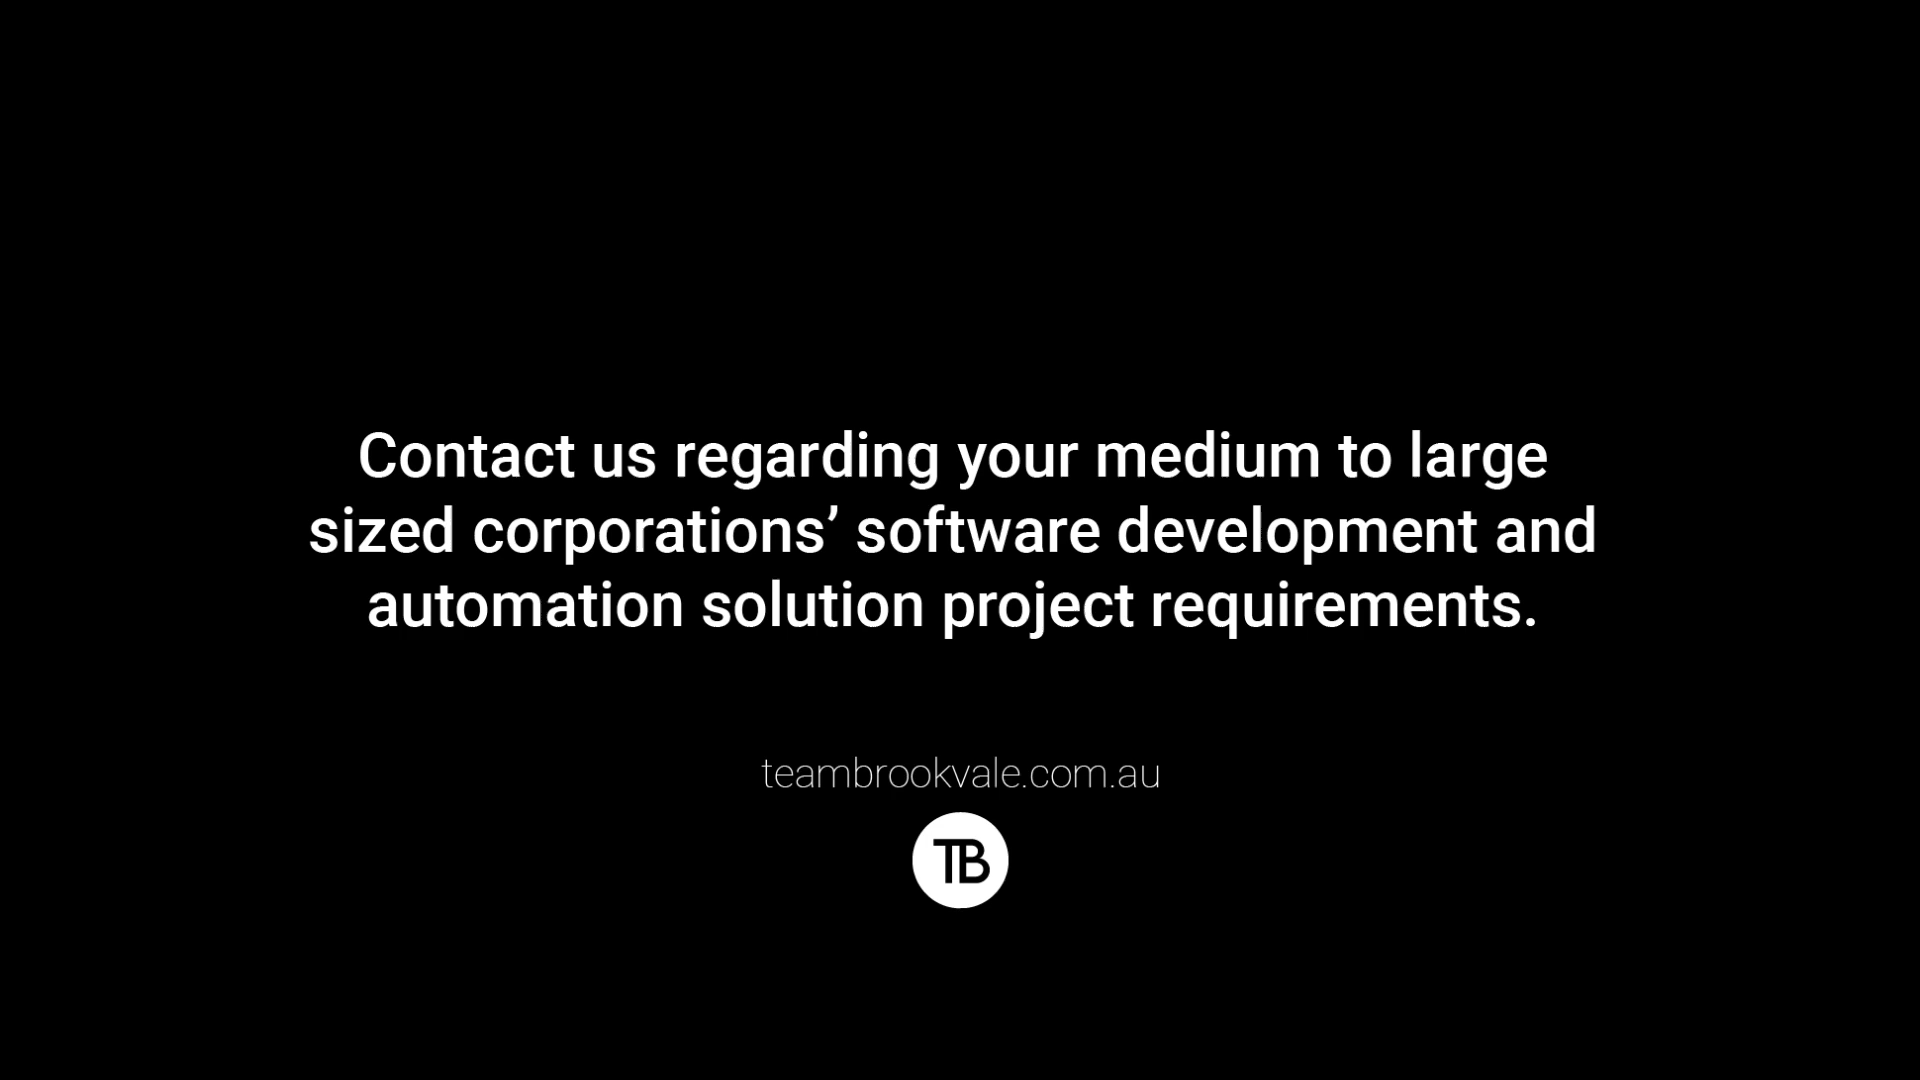 Contact us regarding your medium to large
sized corporations’ software development and
automation solution project requirements.
teambrookvale.com.au
TB